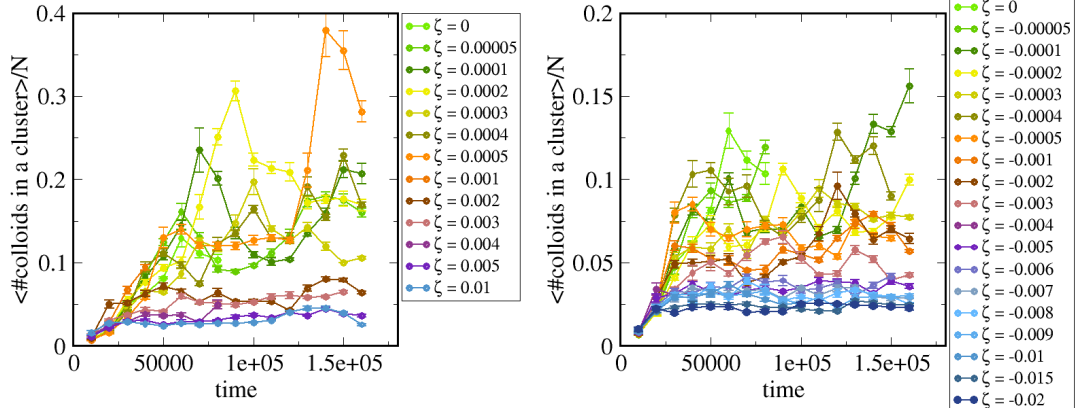 <#colloids in a cluster>/N
0.4
0.3
0.2
0.1
0
50000
1e+05
1.5e+05
time
ζ = 0
ζ = 0.00005
ζ = 0.0001
ζ = 0.0002
ζ = 0.0003
ζ = 0.0004
ζ = 0.0005
ζ = 0.001
ζ = 0.002
ζ = 0.003
ζ = 0.004
ζ = 0.005
ζ = 0.01
<#colloids in a cluster>/N
0.2
0.15
0.1
0.05
0
50000
1e+05
1.5e+05
time
ζ = 0
ζ = -0.00005
ζ = -0.0001
ζ = -0.0002
ζ = -0.0003
ζ = -0.0004
ζ = -0.0005
ζ = -0.001
ζ = -0.002
ζ = -0.003
ζ = -0.004
ζ = -0.005
ζ = -0.006
ζ = -0.007
ζ = -0.008
ζ = -0.009
ζ = -0.01
ζ = -0.015
ζ = -0.02